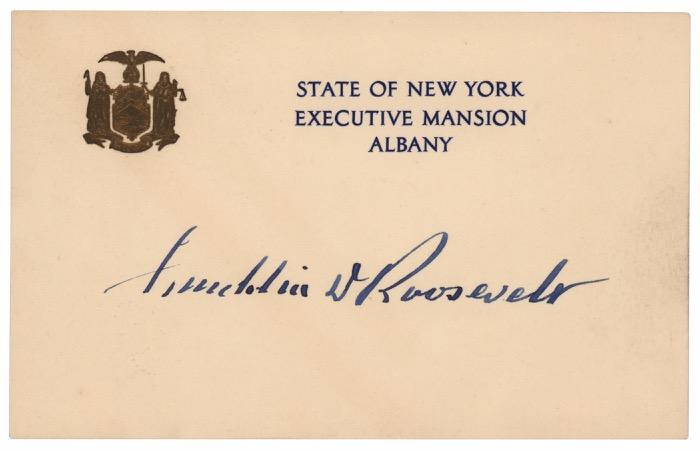 STATE OF NEW YORK
EXECUTIVE MANSION
ALBANY
Franklin D Roosevelt